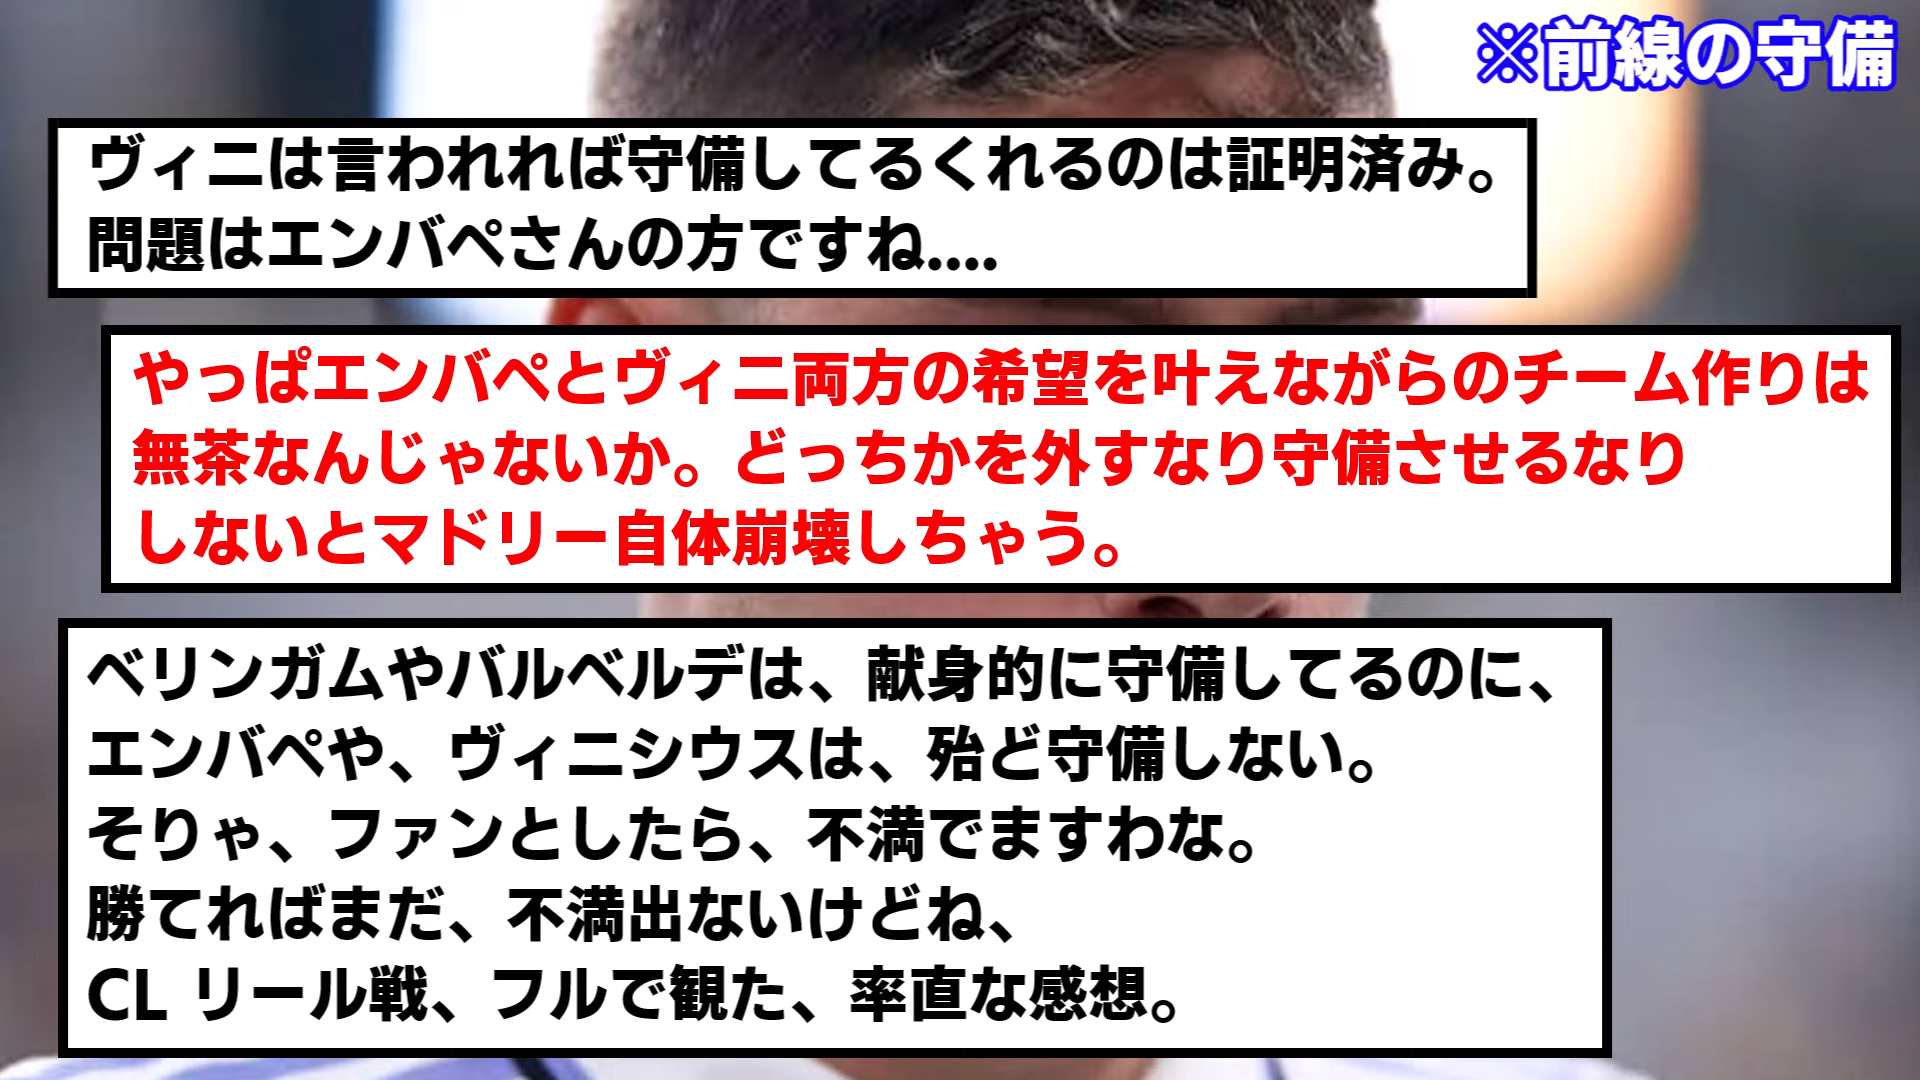 ※前線の守備
ヴィニは言われれば守備してるくれるのは証明済み。
問題はエンバペさんの方ですね....
やっぱエンバペとヴィニ両方の希望を叶えながらのチーム作りは
無茶なんじゃないか。どっちかを外すなり守備させるなり
しないとマドリー自体崩壊しちゃう。
ベリンガムやバルベルデは、献身的に守備してるのに、
エンバペや、ヴィニシウスは、殆ど守備しない。
そりゃ、ファンとしたら、不満でますわな。
勝てればまだ、不満出ないけどね、
CL リール戦、フルで観た、率直な感想。